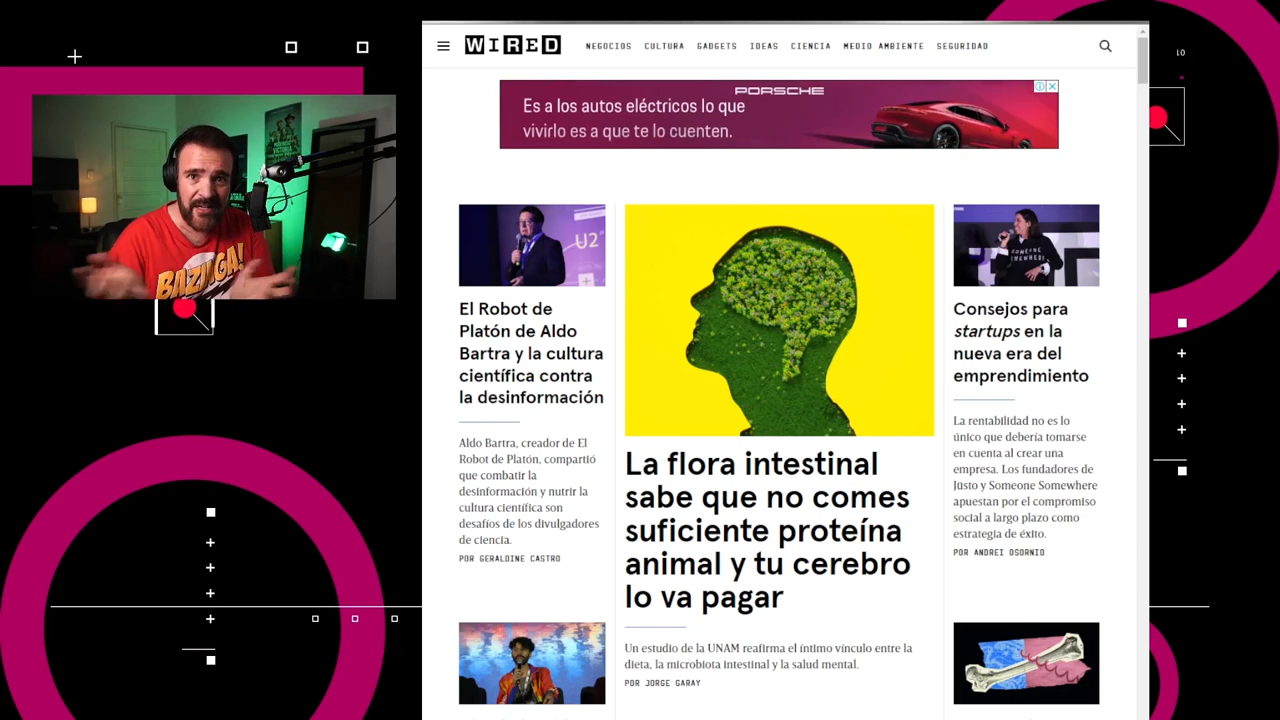 WIRED
NEGOCIOS CULTURA GADGETS IDEAS CIENCIA MEDIO AMBIENTE SEGURIDAD
PORSCHE
Es a los autos eléctricos lo que
vivirlo es a que te lo cuenten.
BAZINGA!
El Robot de
Platón de Aldo
Bartra y la cultura
científica contra
la desinformación
Aldo Bartra, creador de El
Robot de Platón, compartió
que combatir la
desinformación y nutrir la
cultura científica son
desafíos de los divulgadores
de ciencia.
POR GERALDINE CASTRO
La flora intestinal
sabe que no comes
suficiente proteína
animal y tu cerebro
lo va pagar
Un estudio de la UNAM reafirma el íntimo vínculo entre la
dieta, la microbiota intestinal y la salud mental.
POR JORGE GARAY
SOMEONE
SOMEWHERE
Consejos para
startups en la
nueva era del
emprendimiento
La rentabilidad no es lo
único que debería tomarse
en cuenta al crear una
empresa. Los fundadores de
Jüsto y Someone Somewhere
apuestan por el compromiso
social a largo plazo como
estrategia de éxito.
POR ANDREI OSORNIO
10